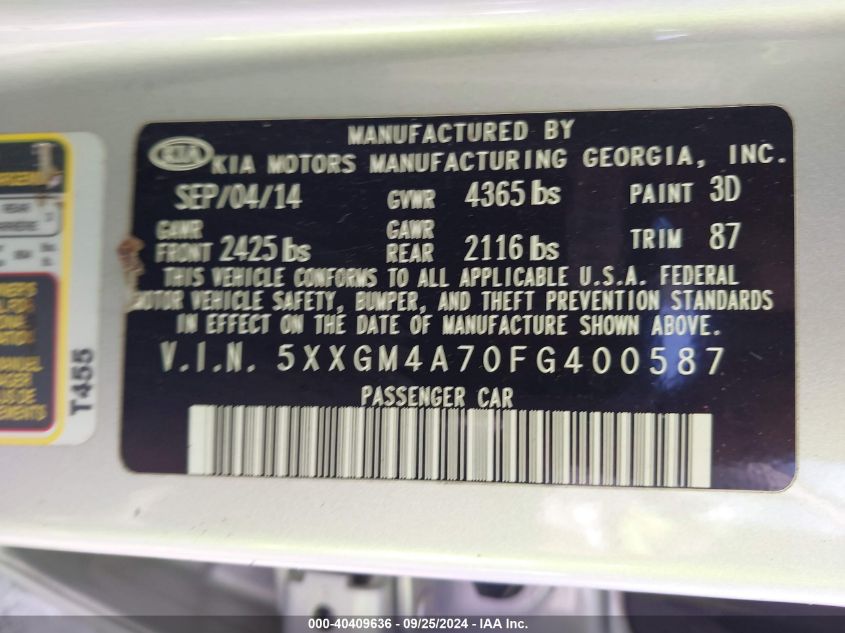 MANUFACTURED BY
KIA KIA MOTORS MANUFACTURING GEORGIA, INC.
SEP/04/14 GVWR 4365 lbs PAINT 3D
GAWR FRONT 2425 lbs GAWR REAR 2116 lbs TRIM 87
THIS VEHICLE CONFORMS TO ALL APPLICABLE U.S.A. FEDERAL
MOTOR VEHICLE SAFETY, BUMPER, AND THEFT PREVENTION STANDARDS
IN EFFECT ON THE DATE OF MANUFACTURE SHOWN ABOVE.
V.I.N. 5XXGM4A70FG400587
PASSENGER CAR
T455
000-40409636 - 09/25/2024 - IAA Inc.